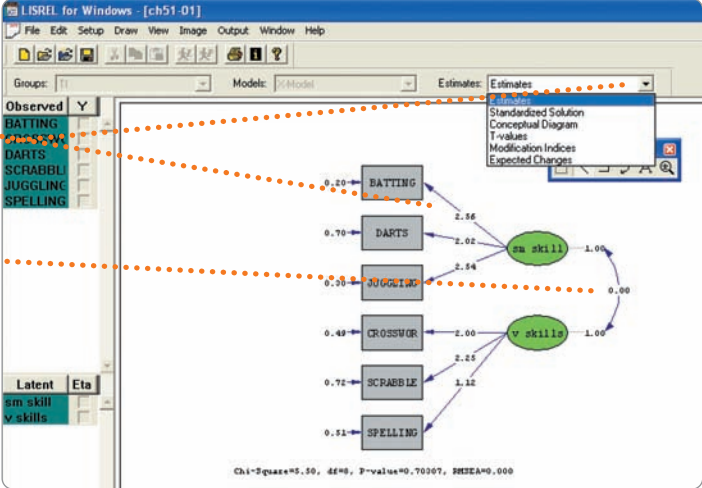 LISREL for Windows - [ch51-01]
File Edit Setup Draw View Image Output Window Help
Groups: Models: X-Model Estimates: Estimates
Estimates
Standardized Solution
Conceptual Diagram
T-values
Modification Indices
Expected Changes
Observed Y
BATTING
DARTS
SCRABBLI
JUGGLING
SPELLING
Latent Eta
sm skill
v skills
0.20 BATTING
2.56
0.70 DARTS
2.02
sm skill 1.00
2.54
JUGGLING
0.00
0.49 CROSSWOR 2.00
v skills 1.00
2.25
0.72 SCRABBLE
1.12
0.51 SPELLING
Chi-Square=5.50, df=8, P-value=0.70307, RMSEA=0.000